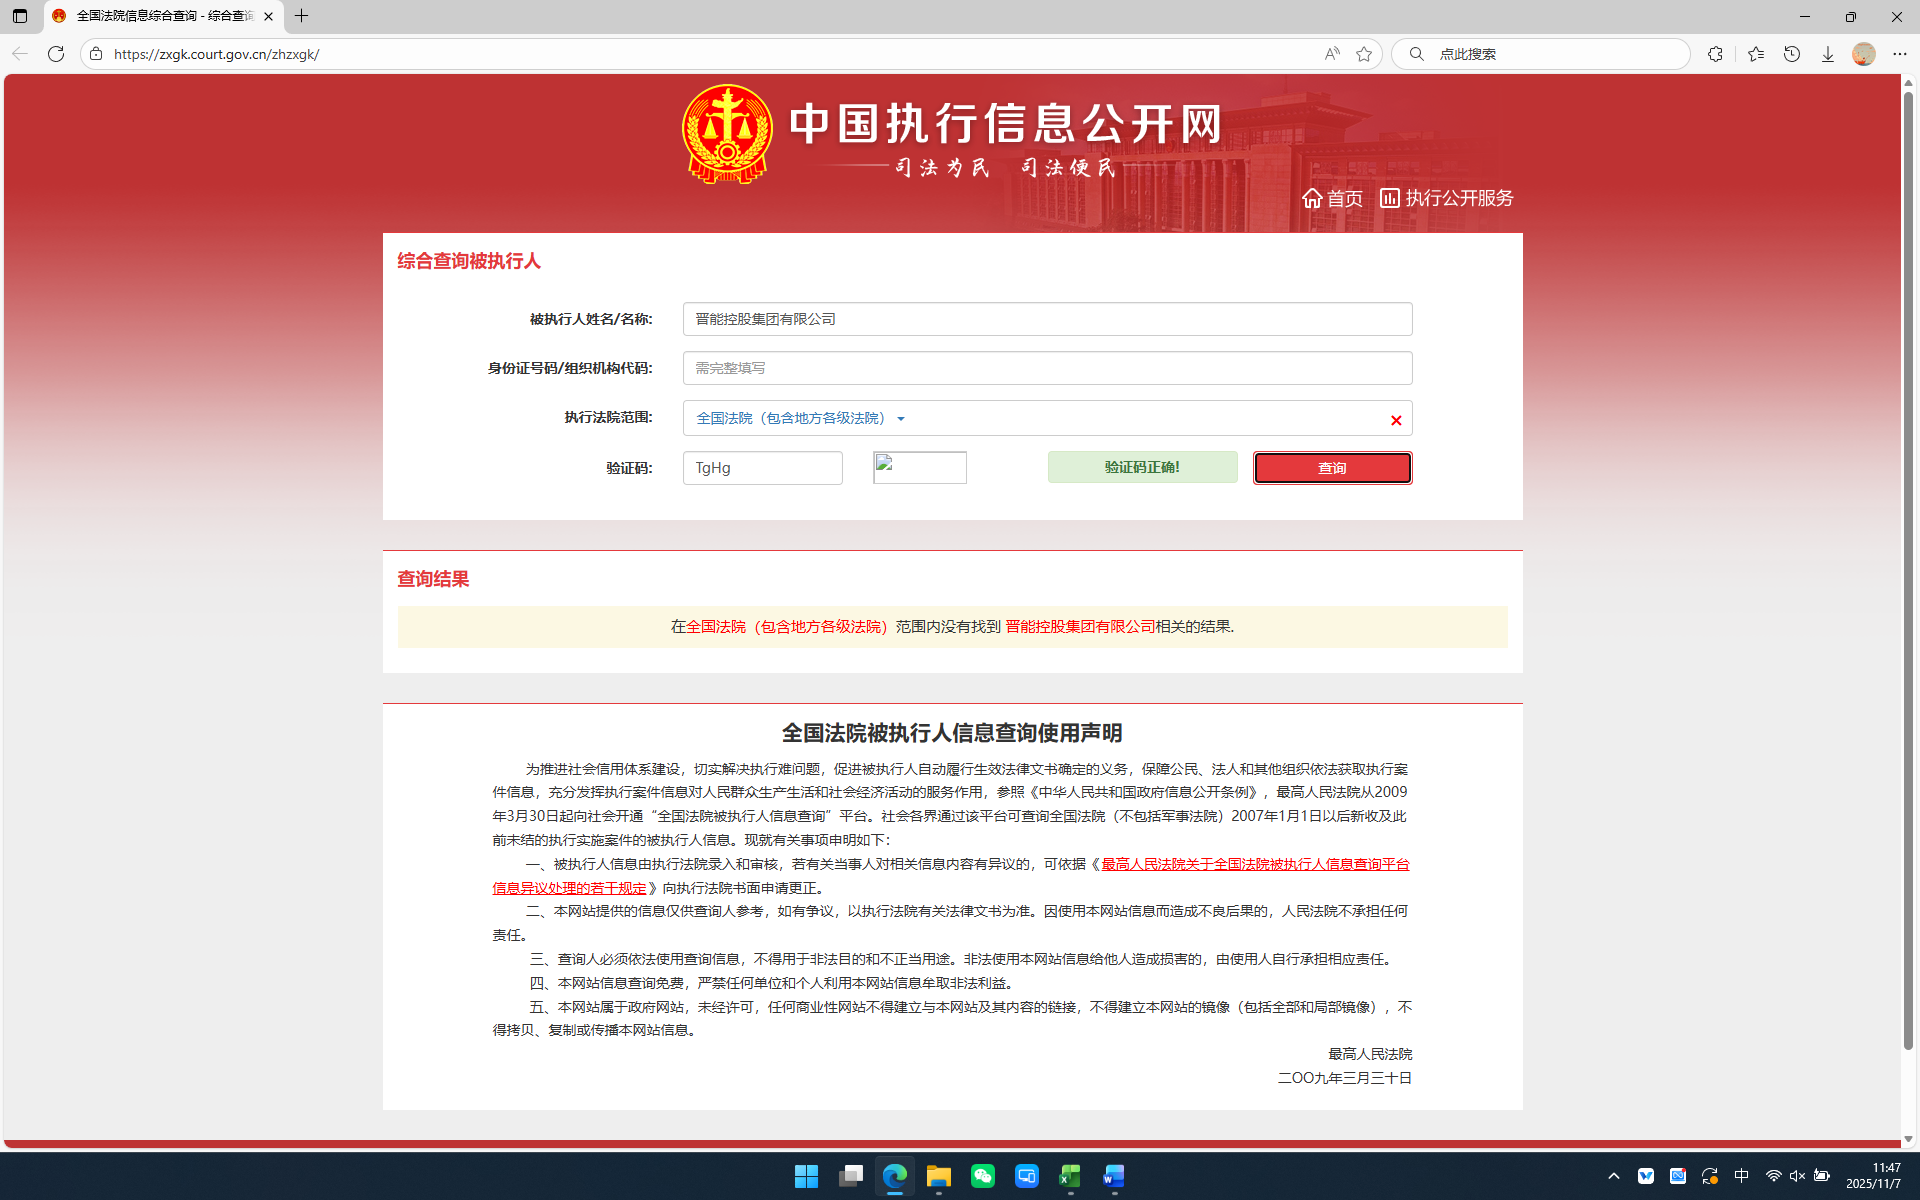 全国法院信息综合查询 - 综合查询
https://zxgk.court.gov.cn/zhzxgk/
点此搜索
中国执行信息公开网
司法为民 司法便民
首页 执行公开服务
综合查询被执行人
被执行人姓名/名称: 晋能控股集团有限公司
身份证号码/组织机构代码: 需完整填写
执行法院范围: 全国法院（包含地方各级法院）
验证码: TgHg 验证码正确! 查询
查询结果
在全国法院（包含地方各级法院）范围内没有找到 晋能控股集团有限公司相关的结果.
全国法院被执行人信息查询使用声明
为推进社会信用体系建设，切实解决执行难问题，促进被执行人自动履行生效法律文书确定的义务，保障公民、法人和其他组织依法获取执行案
件信息，充分发挥执行案件信息对人民群众生产生活和社会经济活动的服务作用，参照《中华人民共和国政府信息公开条例》，最高人民法院从2009
年3月30日起向社会开通“全国法院被执行人信息查询”平台。社会各界通过该平台可查询全国法院（不包括军事法院）2007年1月1日以后新收及此
前未结的执行实施案件的被执行人信息。现就有关事项申明如下：
一、被执行人信息由执行法院录入和审核，若有关当事人对相关信息内容有异议的，可依据《最高人民法院关于全国法院被执行人信息查询平台
信息异议处理的若干规定》向执行法院书面申请更正。
二、本网站提供的信息仅供查询人参考，如有争议，以执行法院有关法律文书为准。因使用本网站信息而造成不良后果的，人民法院不承担任何
责任。
三、查询人必须依法使用查询信息，不得用于非法目的和不正当用途。非法使用本网站信息给他人造成损害的，由使用人自行承担相应责任。
四、本网站信息查询免费，严禁任何单位和个人利用本网站信息牟取非法利益。
五、本网站属于政府网站，未经许可，任何商业性网站不得建立与本网站及其内容的链接，不得建立本网站的镜像（包括全部和局部镜像），不
得拷贝、复制或传播本网站信息。
最高人民法院
二〇〇九年三月三十日
中
11:47
2025/11/7